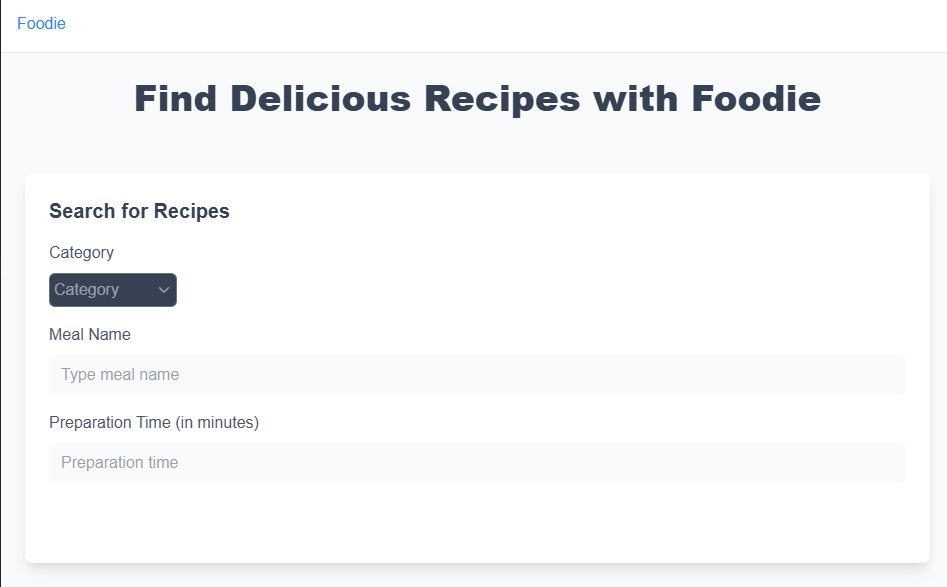 Foodie
Find Delicious Recipes with Foodie
Search for Recipes
Category
Category
Meal Name
Type meal name
Preparation Time (in minutes)
Preparation time